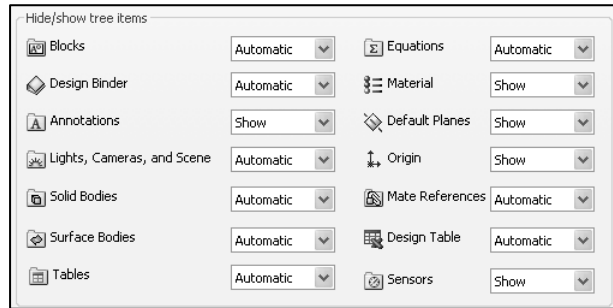 Hide/show tree items
Blocks Automatic Equations Automatic
Design Binder Automatic Material Show
Annotations Show Default Planes Show
Lights, Cameras, and Scene Automatic Origin Show
Solid Bodies Automatic Mate References Automatic
Surface Bodies Automatic Design Table Automatic
Tables Automatic Sensors Show